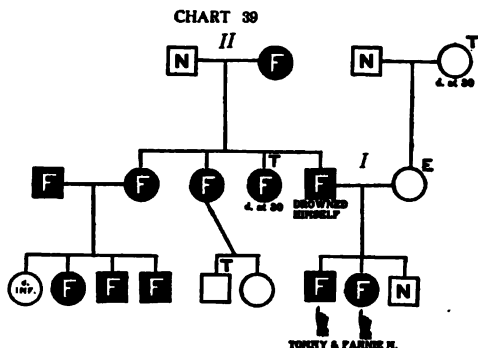 CHART 39
II
N F N T
d. at 30
T I E
F F F F F
d. at 30 DROWNED
HIMSELF
T
d.
INF. F F F F F N
TOMMY & FANNIE N.